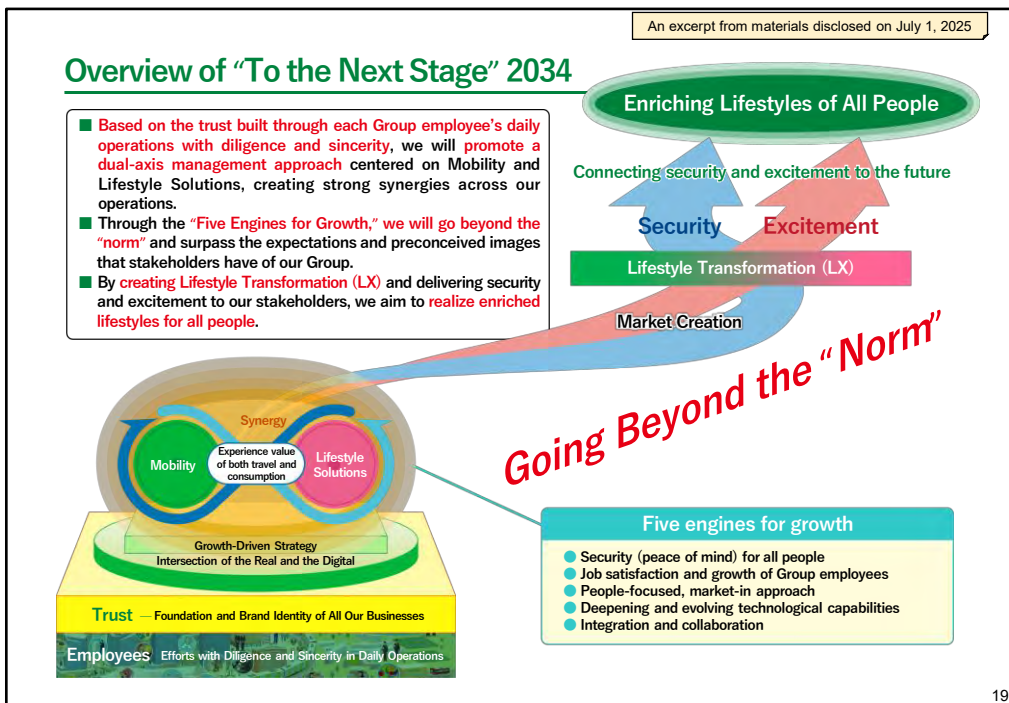 An excerpt from materials disclosed on July 1, 2025
Overview of “To the Next Stage” 2034
■ Based on the trust built through each Group employee’s daily
operations with diligence and sincerity, we will promote a
dual-axis management approach centered on Mobility and
Lifestyle Solutions, creating strong synergies across our
operations.
■ Through the “Five Engines for Growth,” we will go beyond the
“norm” and surpass the expectations and preconceived images
that stakeholders have of our Group.
■ By creating Lifestyle Transformation (LX) and delivering security
and excitement to our stakeholders, we aim to realize enriched
lifestyles for all people.
Enriching Lifestyles of All People
Connecting security and excitement to the future
Security
Excitement
Lifestyle Transformation (LX)
Market Creation
Going Beyond the “Norm”
Synergy
Mobility
Experience value
of both travel and
consumption
Lifestyle
Solutions
Growth-Driven Strategy
Intersection of the Real and the Digital
Trust — Foundation and Brand Identity of All Our Businesses
Employees Efforts with Diligence and Sincerity in Daily Operations
Five engines for growth
● Security (peace of mind) for all people
● Job satisfaction and growth of Group employees
● People-focused, market-in approach
● Deepening and evolving technological capabilities
● Integration and collaboration
19